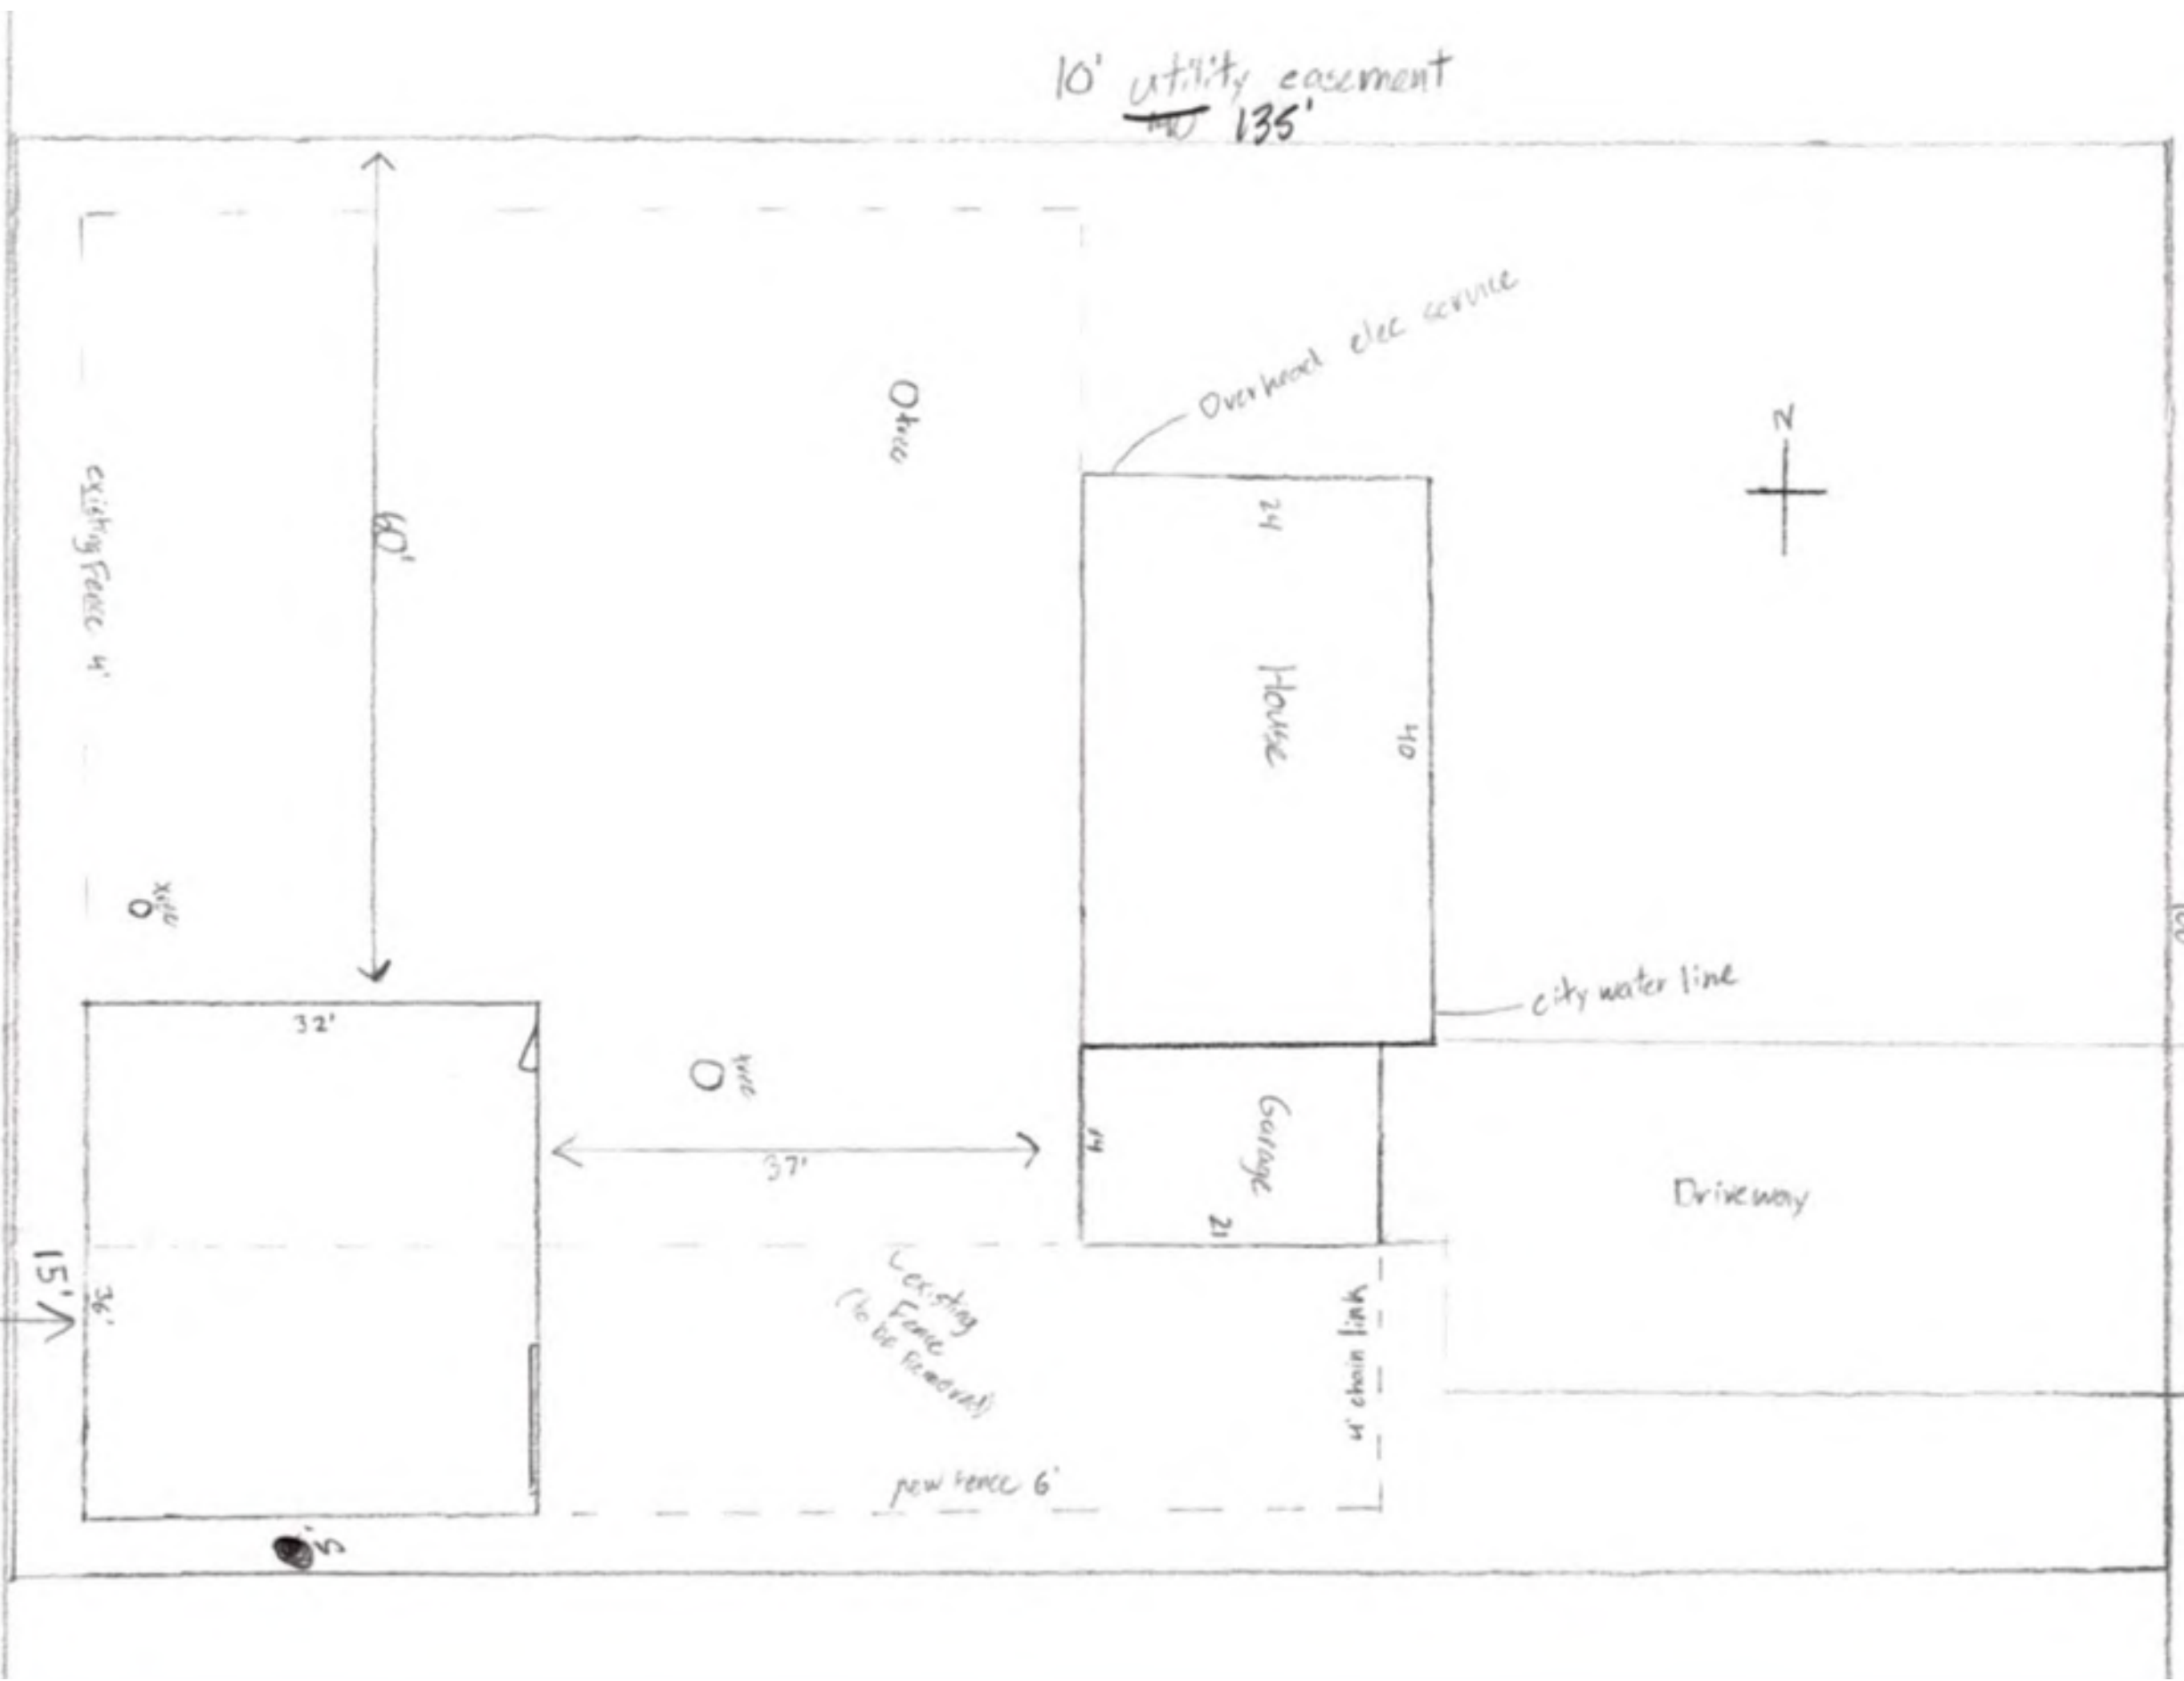 10' utility easement
135'
Overhead elec service
N
tree
60'
existing Fence 4'
24
House
40
100
tree
city water line
32'
tree
37'
14
Garage
21
Driveway
15'
36'
existing
Fence
(to be Removed)
4' chain link
new fence 6'
5'